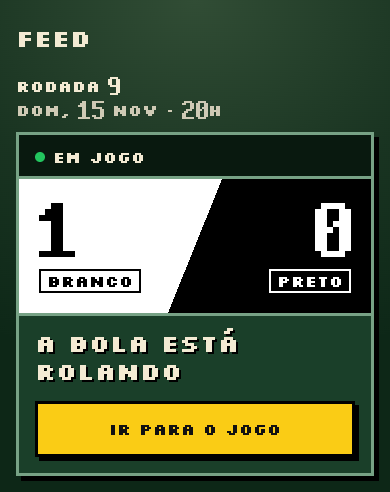 FEED
RODADA 9
DOM, 15 NOV · 20H
EM JOGO
1
0
BRANCO
PRETO
A BOLA ESTÁ
ROLANDO
IR PARA O JOGO